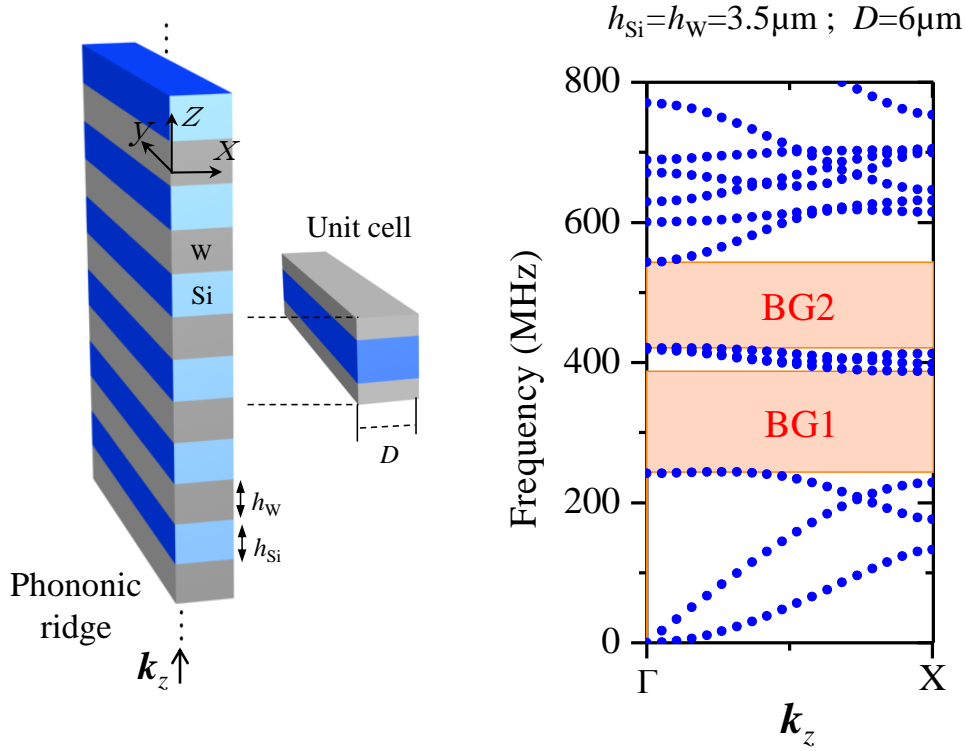 h_Si=h_W=3.5µm ; D=6µm
Z
y
X
W
Si
Unit cell
D
h_W
h_Si
Phononic
ridge
k_z
800
600
400
200
0
Frequency (MHz)
BG2
BG1
Γ
X
k_z